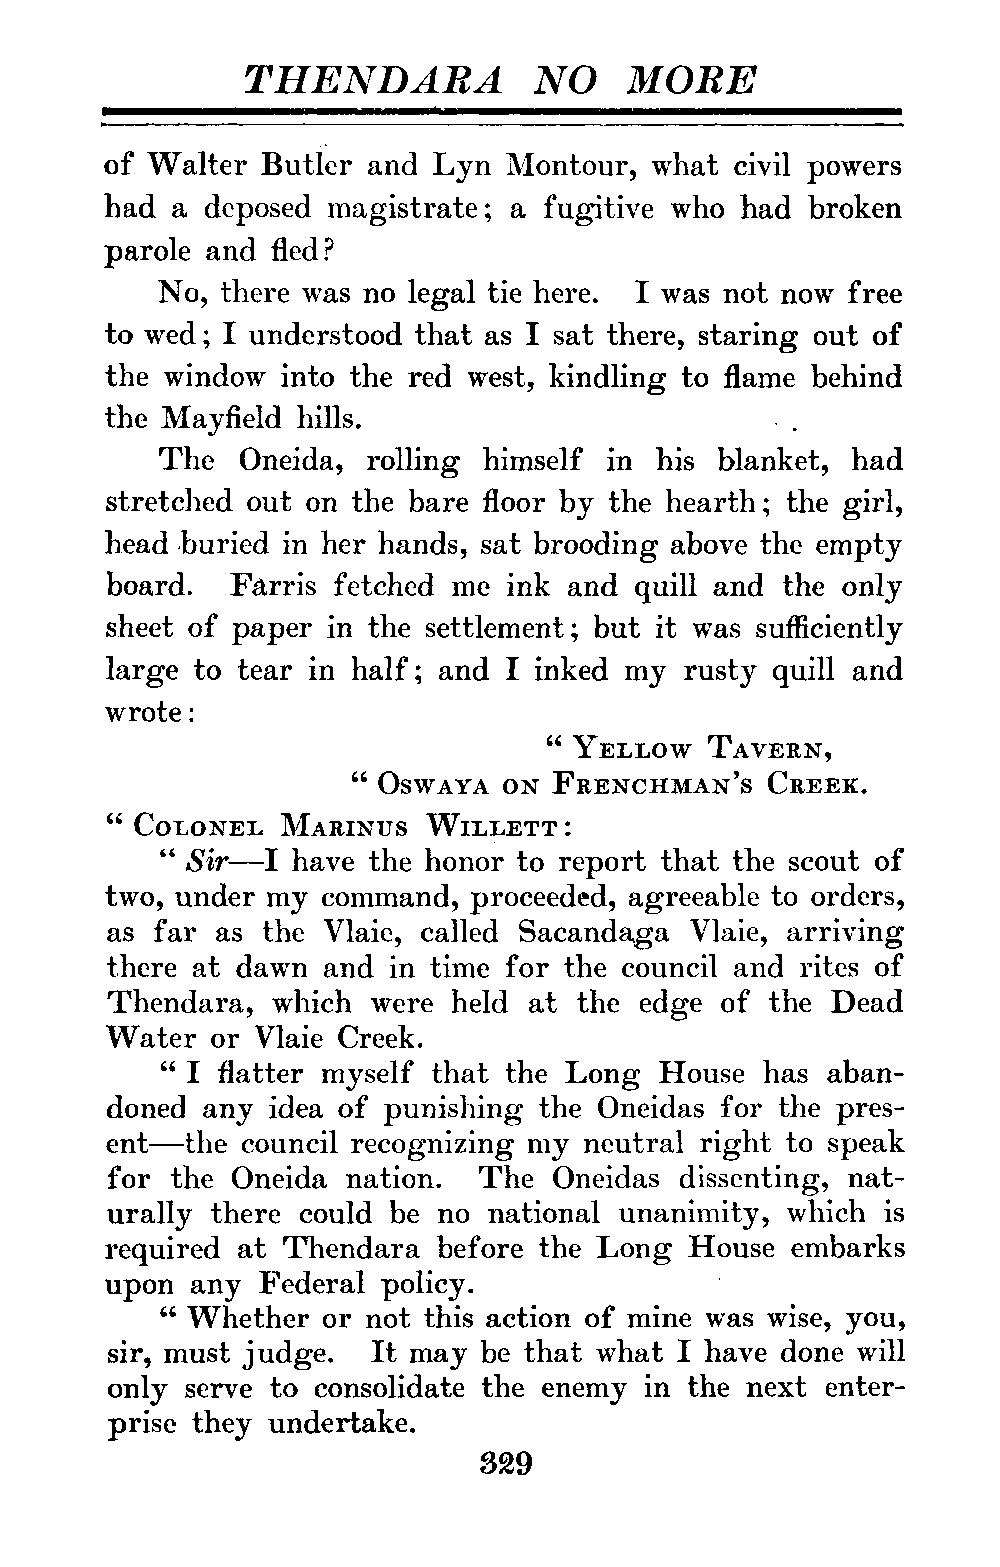 THENDARA NO MORE
of Walter Butler and Lyn Montour, what civil powers
had a deposed magistrate; a fugitive who had broken
parole and fled?
No, there was no legal tie here. I was not now free
to wed; I understood that as I sat there, staring out of
the window into the red west, kindling to flame behind
the Mayfield hills.
The Oneida, rolling himself in his blanket, had
stretched out on the bare floor by the hearth; the girl,
head buried in her hands, sat brooding above the empty
board. Farris fetched me ink and quill and the only
sheet of paper in the settlement; but it was sufficiently
large to tear in half; and I inked my rusty quill and
wrote:
“ Yellow Tavern,
“ Oswaya on Frenchman's Creek.
“ Colonel Marinus Willett:
“ Sir—I have the honor to report that the scout of
two, under my command, proceeded, agreeable to orders,
as far as the Vlaie, called Sacandaga Vlaie, arriving
there at dawn and in time for the council and rites of
Thendara, which were held at the edge of the Dead
Water or Vlaie Creek.
“ I flatter myself that the Long House has aban-
doned any idea of punishing the Oneidas for the pres-
ent—the council recognizing my neutral right to speak
for the Oneida nation. The Oneidas dissenting, nat-
urally there could be no national unanimity, which is
required at Thendara before the Long House embarks
upon any Federal policy.
“ Whether or not this action of mine was wise, you,
sir, must judge. It may be that what I have done will
only serve to consolidate the enemy in the next enter-
prise they undertake.
329